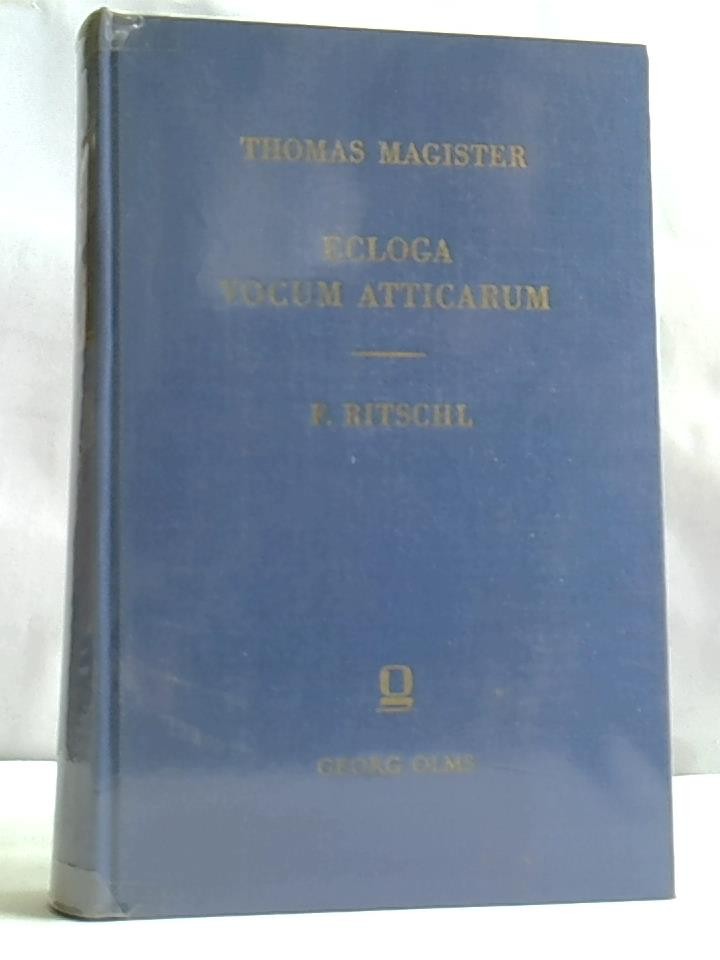 THOMAS MAGISTER
ECLOGA
VOCUM ATTICARUM
F. RITSCHL
GEORG OLMS